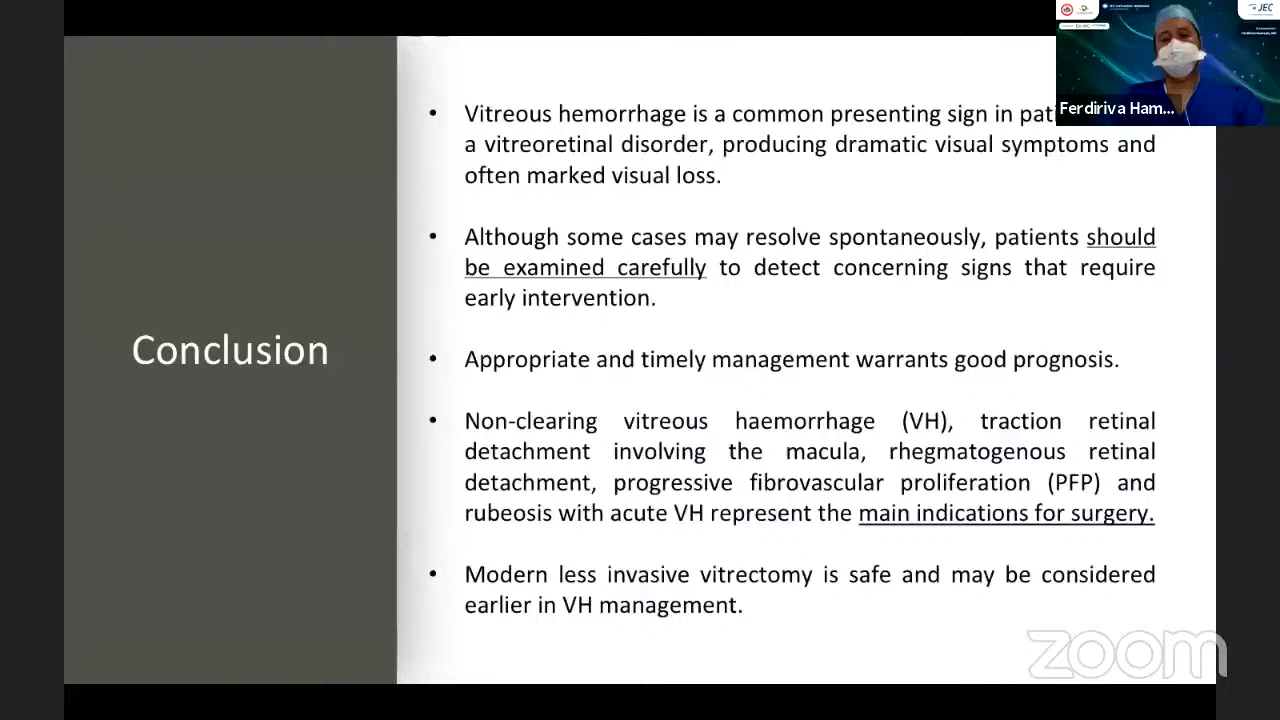 JEC
Ferdiriva Ham...
Conclusion
• Vitreous hemorrhage is a common presenting sign in pati
a vitreoretinal disorder, producing dramatic visual symptoms and
often marked visual loss.
• Although some cases may resolve spontaneously, patients should
be examined carefully to detect concerning signs that require
early intervention.
• Appropriate and timely management warrants good prognosis.
• Non-clearing vitreous haemorrhage (VH), traction retinal
detachment involving the macula, rhegmatogenous retinal
detachment, progressive fibrovascular proliferation (PFP) and
rubeosis with acute VH represent the main indications for surgery.
• Modern less invasive vitrectomy is safe and may be considered
earlier in VH management.
zoom